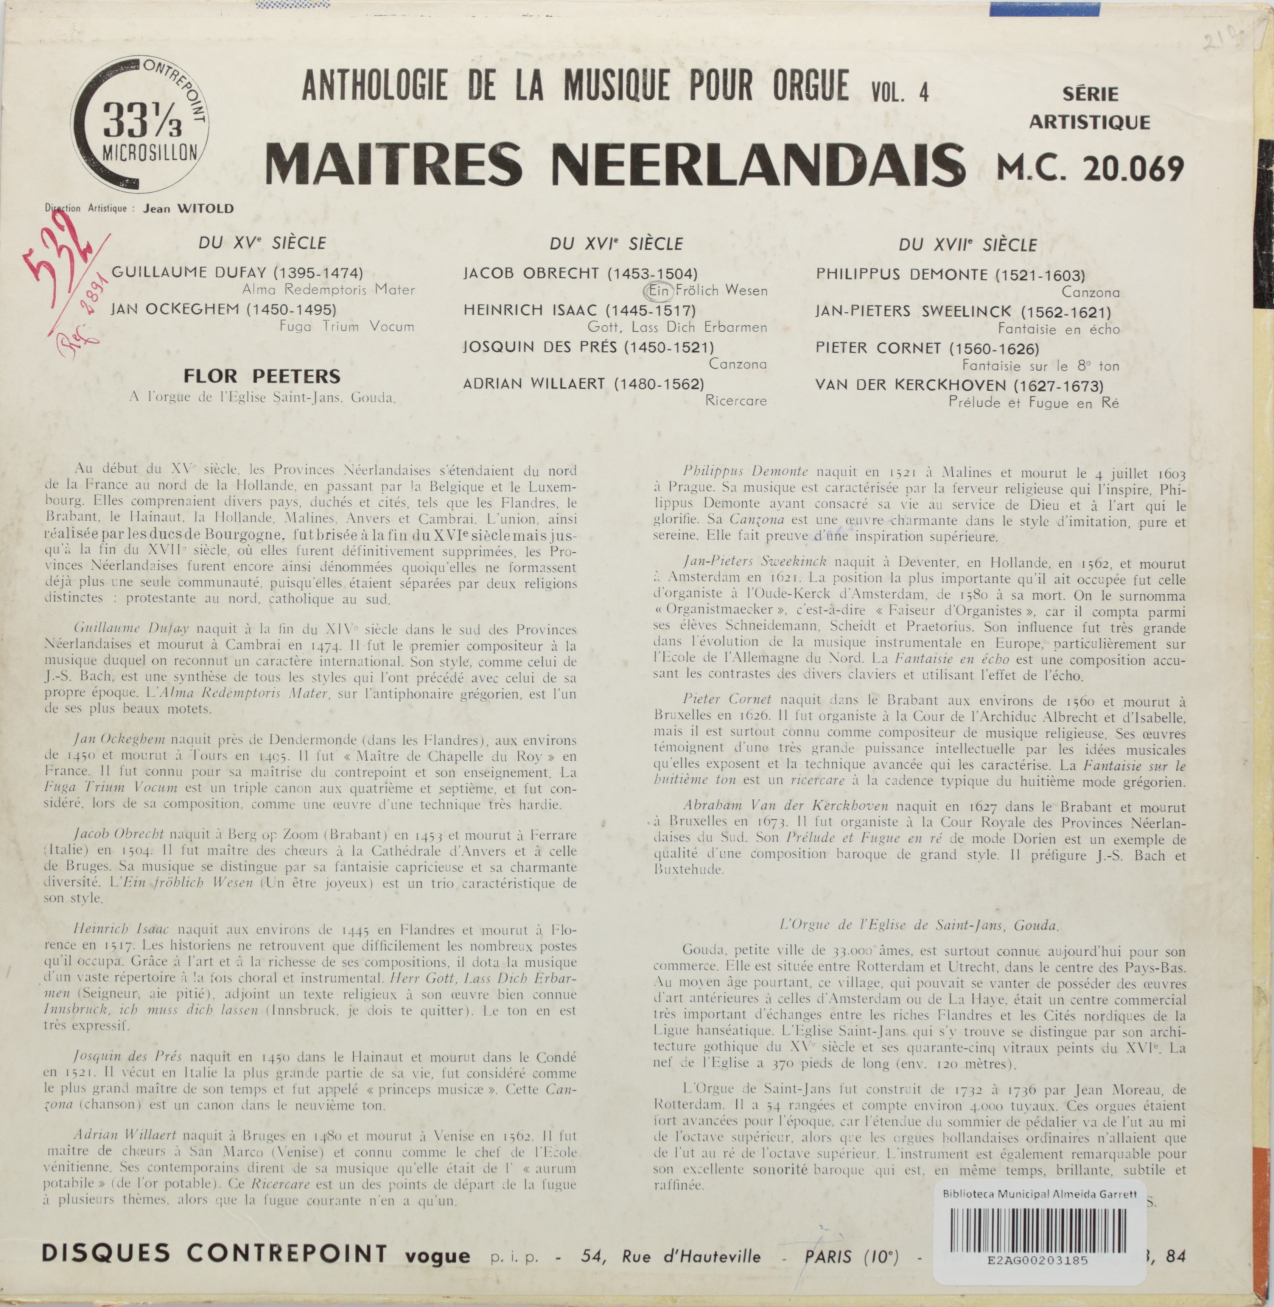 ANTHOLOGIE DE LA MUSIQUE POUR ORGUE VOL. 4
MAITRES NEERLANDAIS
SÉRIE
ARTISTIQUE
M.C. 20.069
CONTREPOINT
33 1/3
MICROSILLON
Direction Artistique : Jean WITOLD
532
Rég. 2891
DU XVe SIÈCLE
GUILLAUME DUFAY (1395-1474)
Alma Redemptoris Mater
JAN OCKEGHEM (1450-1495)
Fuga Trium Vocum
FLOR PEETERS
A l'orgue de l'Eglise Saint-Jans, Gouda.
DU XVIe SIÈCLE
JACOB OBRECHT (1453-1504)
Ein Frölich Wesen
HEINRICH ISAAC (1445-1517)
Gott, Lass Dich Erbarmen
JOSQUIN DES PRÉS (1450-1521)
Canzona
ADRIAN WILLAERT (1480-1562)
Ricercare
DU XVIIe SIÈCLE
PHILIPPUS DEMONTE (1521-1603)
Canzona
JAN-PIETERS SWEELINCK (1562-1621)
Fantaisie en écho
PIETER CORNET (1560-1626)
Fantaisie sur le 8e ton
VAN DER KERCKHOVEN (1627-1673)
Prélude et Fugue en Ré
Au début du XVe siècle, les Provinces Néerlandaises s'étendaient du nord
de la France au nord de la Hollande, en passant par la Belgique et le Luxem-
bourg. Elles comprenaient divers pays, duchés et cités, tels que les Flandres, le
Brabant, le Hainaut, la Hollande, Malines, Anvers et Cambrai. L'union, ainsi
réalisée par les ducs de Bourgogne, fut brisée à la fin du XVIe siècle mais jus-
qu'à la fin du XVIIe siècle, où elles furent définitivement supprimées, les Pro-
vinces Néerlandaises furent encore ainsi dénommées quoiqu'elles ne formassent
déjà plus une seule communauté, puisqu'elles étaient séparées par deux religions
distinctes : protestante au nord, catholique au sud.
Guillaume Dufay naquit à la fin du XIVe siècle dans le sud des Provinces
Néerlandaises et mourut à Cambrai en 1474. Il fut le premier compositeur à la
musique duquel on reconnut un caractère international. Son style, comme celui de
J.-S. Bach, est une synthèse de tous les styles qui l'ont précédé avec celui de sa
propre époque. L'Alma Redemptoris Mater, sur l'antiphonaire grégorien, est l'un
de ses plus beaux motets.
Jan Ockeghem naquit près de Dendermonde (dans les Flandres), aux environs
de 1450 et mourut à Tours en 1495. Il fut « Maître de Chapelle du Roy » en
France. Il fut connu pour sa maîtrise du contrepoint et son enseignement. La
Fuga Trium Vocum est un triple canon aux quatrième et septième, et fut con-
sidéré, lors de sa composition, comme une œuvre d'une technique très hardie.
Jacob Obrecht naquit à Berg op Zoom (Brabant) en 1453 et mourut à Ferrare
(Italie) en 1504. Il fut maître des chœurs à la Cathédrale d'Anvers et à celle
de Bruges. Sa musique se distingue par sa fantaisie capricieuse et sa charmante
diversité. L'Ein fröhlich Wesen (Un être joyeux) est un trio caractéristique de
son style.
Heinrich Isaac naquit aux environs de 1445 en Flandres et mourut à Flo-
rence en 1517. Les historiens ne retrouvent que difficilement les nombreux postes
qu'il occupa. Grâce à l'art et à la richesse de ses compositions, il dota la musique
d'un vaste répertoire à la fois choral et instrumental. Herr Gott, Lass Dich Erbar-
men (Seigneur, aie pitié), adjoint un texte religieux à son œuvre bien connue
Innsbruck, ich muss dich lassen (Innsbruck, je dois te quitter). Le ton en est
très expressif.
Josquin des Prés naquit en 1450 dans le Hainaut et mourut dans le Condé
en 1521. Il vécut en Italie la plus grande partie de sa vie, fut considéré comme
le plus grand maître de son temps et fut appelé « princeps musicæ ». Cette Can-
zona (chanson) est un canon dans le neuvième ton.
Adrian Willaert naquit à Bruges en 1480 et mourut à Venise en 1562. Il fut
maître de chœurs à San Marco (Venise) et connu comme le chef de l'Ecole
vénitienne. Ses contemporains dirent de sa musique qu'elle était de l' « aurum
potabile » (de l'or potable). Ce Ricercare est un des points de départ de la fugue
à plusieurs thèmes, alors que la fugue courante n'en a qu'un.
Philippus Demonte naquit en 1521 à Malines et mourut le 4 juillet 1603
à Prague. Sa musique est caractérisée par la ferveur religieuse qui l'inspire, Phi-
lippus Demonte ayant consacré sa vie au service de Dieu et à l'art qui le
glorifie. Sa Canzona est une œuvre charmante dans le style d'imitation, pure et
sereine. Elle fait preuve d'une inspiration supérieure.
Jan-Pieters Sweekinck naquit à Deventer, en Hollande, en 1562, et mourut
à Amsterdam en 1621. La position la plus importante qu'il ait occupée fut celle
d'organiste à l'Oude-Kerck d'Amsterdam, de 1580 à sa mort. On le surnomma
« Organistmaecker », c'est-à-dire « Faiseur d'Organistes », car il compta parmi
ses élèves Schneidemann, Scheidt et Praetorius. Son influence fut très grande
dans l'évolution de la musique instrumentale en Europe, particulièrement sur
l'Ecole de l'Allemagne du Nord. La Fantaisie en écho est une composition accu-
sant les contrastes des divers claviers et utilisant l'effet de l'écho.
Pieter Cornet naquit dans le Brabant aux environs de 1560 et mourut à
Bruxelles en 1626. Il fut organiste à la Cour de l'Archiduc Albrecht et d'Isabelle,
mais il est surtout connu comme compositeur de musique religieuse. Ses œuvres
témoignent d'une très grande puissance intellectuelle par les idées musicales
qu'elles exposent et la technique avancée qui les caractérise. La Fantaisie sur le
huitième ton est un ricercare à la cadence typique du huitième mode grégorien.
Abraham Van der Kerckhoven naquit en 1627 dans le Brabant et mourut
à Bruxelles en 1673. Il fut organiste à la Cour Royale des Provinces Néerlan-
daises du Sud. Son Prélude et Fugue en ré de mode Dorien est un exemple de
qualité d'une composition baroque de grand style. Il préfigure J.-S. Bach et
Buxtehude.
L'Orgue de l'Eglise de Saint-Jans, Gouda.
Gouda, petite ville de 33.000 âmes, est surtout connue aujourd'hui pour son
commerce. Elle est située entre Rotterdam et Utrecht, dans le centre des Pays-Bas.
Au moyen âge pourtant, ce village, qui pouvait se vanter de posséder des œuvres
d'art antérieures à celles d'Amsterdam ou de La Haye, était un centre commercial
très important d'échanges entre les riches Flandres et les Cités nordiques de la
Ligue hanséatique. L'Eglise Saint-Jans qui s'y trouve se distingue par son archi-
tecture gothique du XVe siècle et ses quarante-cinq vitraux peints du XVIe. La
nef de l'Eglise a 370 pieds de long (env. 120 mètres).
L'Orgue de Saint-Jans fut construit de 1732 à 1736 par Jean Moreau, de
Rotterdam. Il a 54 rangées et compte environ 4.000 tuyaux. Ces orgues étaient
fort avancées pour l'époque, car l'étendue du sommier de pédalier va de l'ut au mi
de l'octave supérieur, alors que les orgues hollandaises ordinaires n'allaient que
de l'ut au ré de l'octave supérieur. L'instrument est également remarquable pour
son excellente sonorité baroque qui est, en même temps, brillante, subtile et
raffinée.
S.
Biblioteca Municipal Almeida Garrett
E2AG00203185
DISQUES CONTREPOINT vogue p. i. p. - 54, Rue d'Hauteville - PARIS (10e) - 84